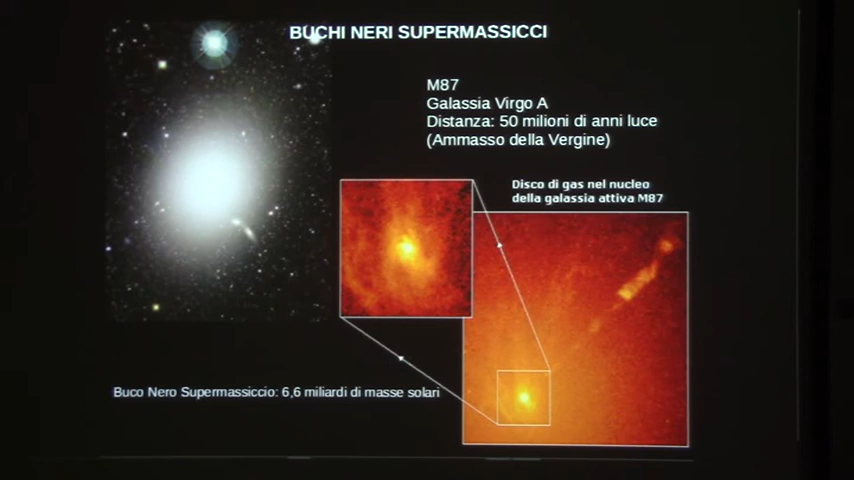 BUCHI NERI SUPERMASSICCI
M87
Galassia Virgo A
Distanza: 50 milioni di anni luce
(Ammasso della Vergine)
Disco di gas nel nucleo
della galassia attiva M87
Buco Nero Supermassiccio: 6,6 miliardi di masse solari